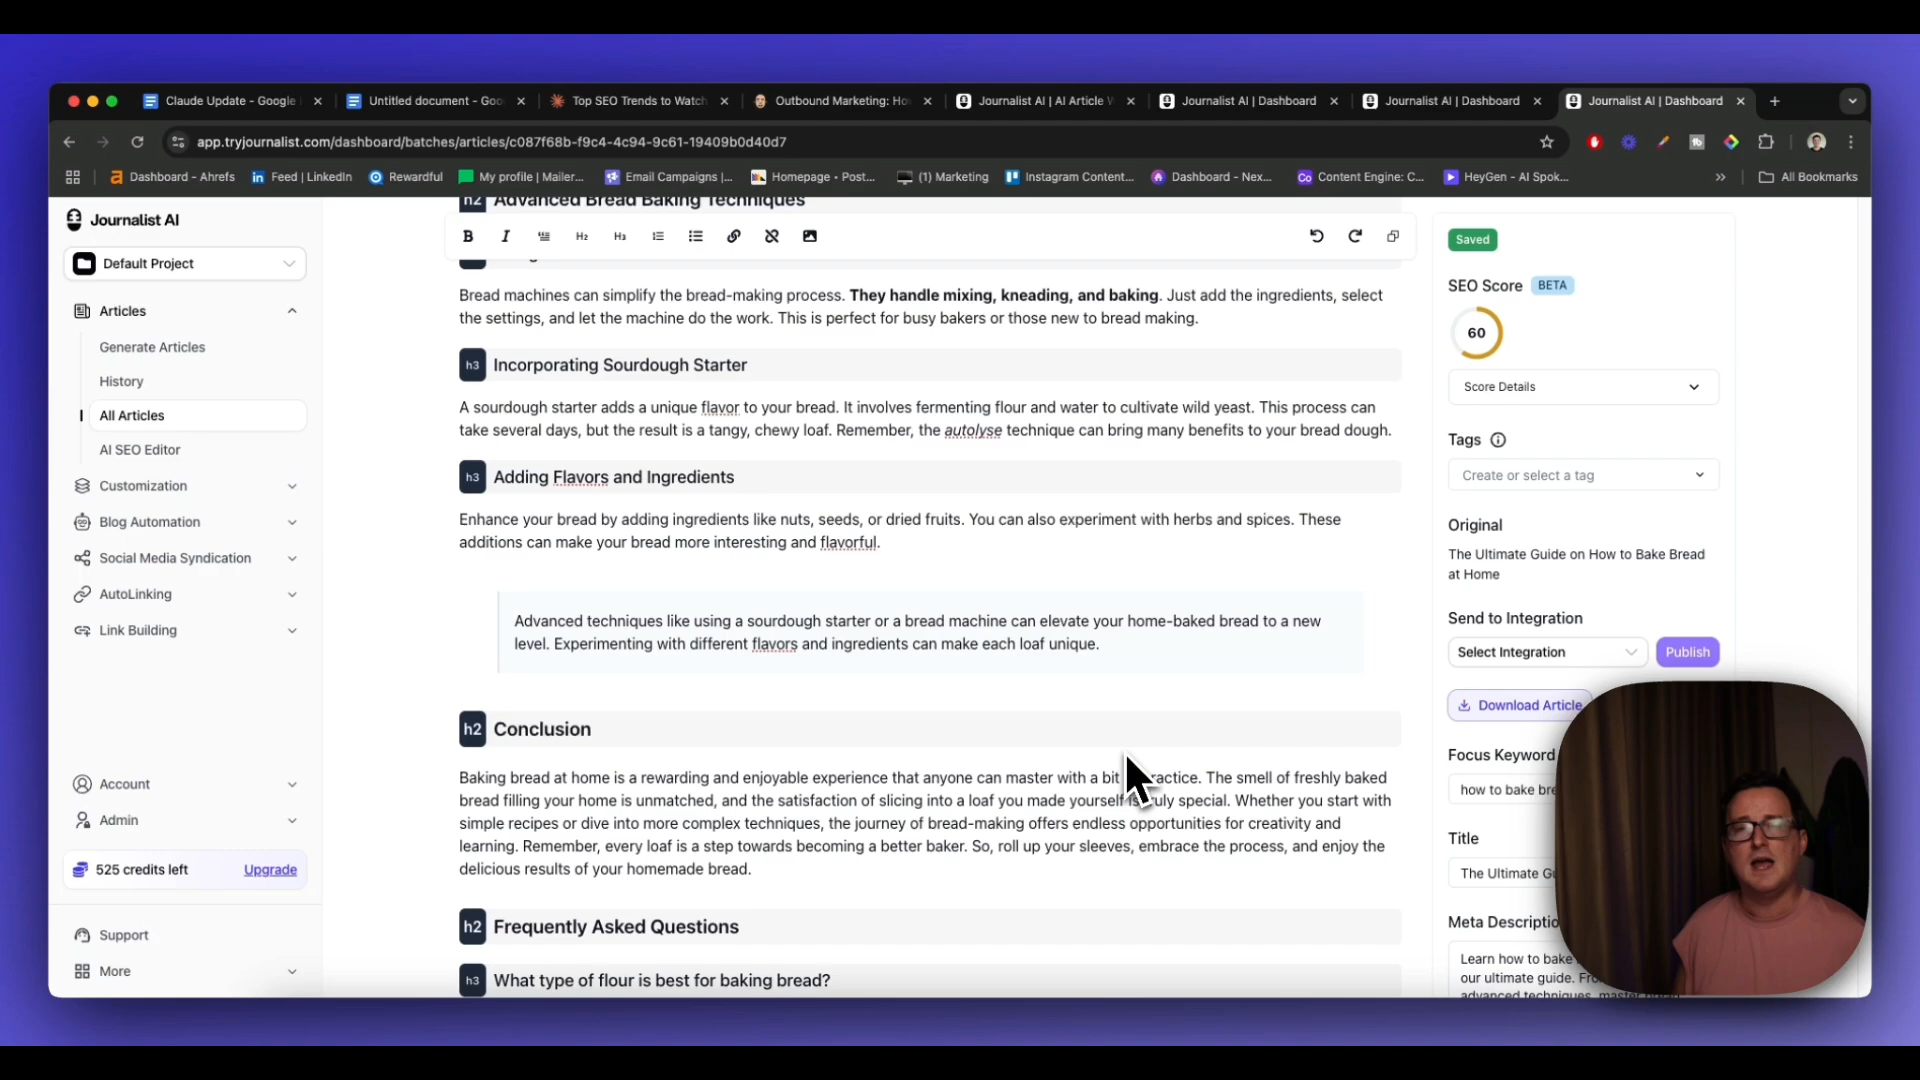 Claude Update - Google
Untitled document - Goo
Top SEO Trends to Watch
Outbound Marketing: Ho
Journalist AI | AI Article
Journalist AI | Dashboard
Journalist AI | Dashboard
Journalist AI | Dashboard
app.tryjournalist.com/dashboard/batches/articles/c087f68b-f9c4-4c94-9c61-19409b0d40d7
Dashboard - Ahrefs
Feed | LinkedIn
Rewardful
My profile | Mailer...
Email Campaigns |...
Homepage • Post...
(1) Marketing
Instagram Content...
Dashboard - Nex...
Content Engine: C...
HeyGen - AI Spok...
All Bookmarks
Journalist AI
Default Project
Articles
Generate Articles
History
All Articles
AI SEO Editor
Customization
Blog Automation
Social Media Syndication
AutoLinking
Link Building
Account
Admin
525 credits left
Upgrade
Support
More
h2 Advanced Bread Baking Techniques
B I H2 H3
Bread machines can simplify the bread-making process. They handle mixing, kneading, and baking. Just add the ingredients, select
the settings, and let the machine do the work. This is perfect for busy bakers or those new to bread making.
h3 Incorporating Sourdough Starter
A sourdough starter adds a unique flavor to your bread. It involves fermenting flour and water to cultivate wild yeast. This process can
take several days, but the result is a tangy, chewy loaf. Remember, the autolyse technique can bring many benefits to your bread dough.
h3 Adding Flavors and Ingredients
Enhance your bread by adding ingredients like nuts, seeds, or dried fruits. You can also experiment with herbs and spices. These
additions can make your bread more interesting and flavorful.
Advanced techniques like using a sourdough starter or a bread machine can elevate your home-baked bread to a new
level. Experimenting with different flavors and ingredients can make each loaf unique.
h2 Conclusion
Baking bread at home is a rewarding and enjoyable experience that anyone can master with a bit practice. The smell of freshly baked
bread filling your home is unmatched, and the satisfaction of slicing into a loaf you made yourself is truly special. Whether you start with
simple recipes or dive into more complex techniques, the journey of bread-making offers endless opportunities for creativity and
learning. Remember, every loaf is a step towards becoming a better baker. So, roll up your sleeves, embrace the process, and enjoy the
delicious results of your homemade bread.
h2 Frequently Asked Questions
h3 What type of flour is best for baking bread?
Saved
SEO Score BETA
60
Score Details
Tags
Create or select a tag
Original
The Ultimate Guide on How to Bake Bread
at Home
Send to Integration
Select Integration
Publish
Download Article
Focus Keyword
how to bake bre
Title
The Ultimate Gu
Meta Descriptio
Learn how to bake
our ultimate guide. Fro
advanced techniques, master bread